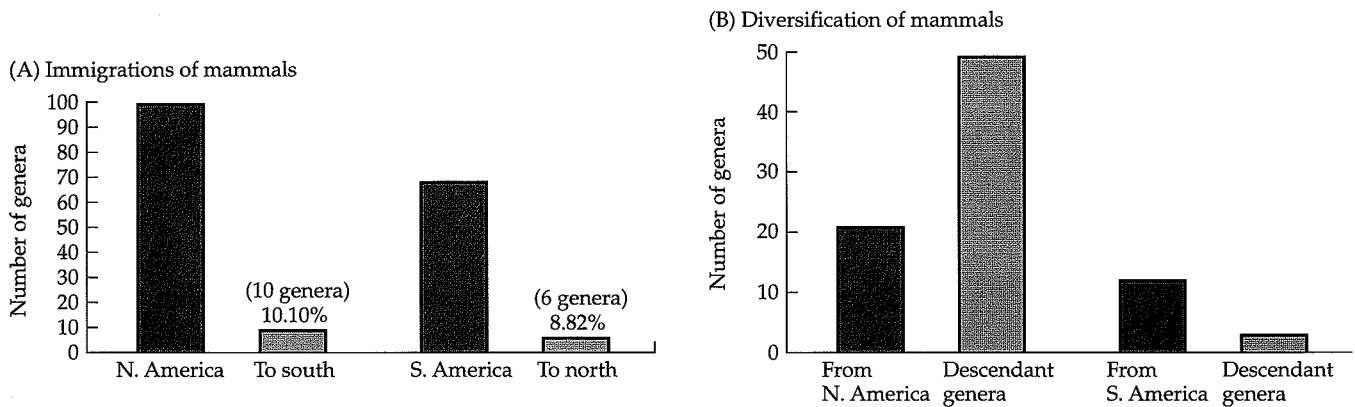 (A) Immigrations of mammals
Number of genera
100
90
80
70
60
50
40
30
20
10
0
(10 genera)
10.10%
(6 genera)
8.82%
N. America
To south
S. America
To north
(B) Diversification of mammals
Number of genera
50
40
30
20
10
0
From
N. America
Descendant
genera
From
S. America
Descendant
genera